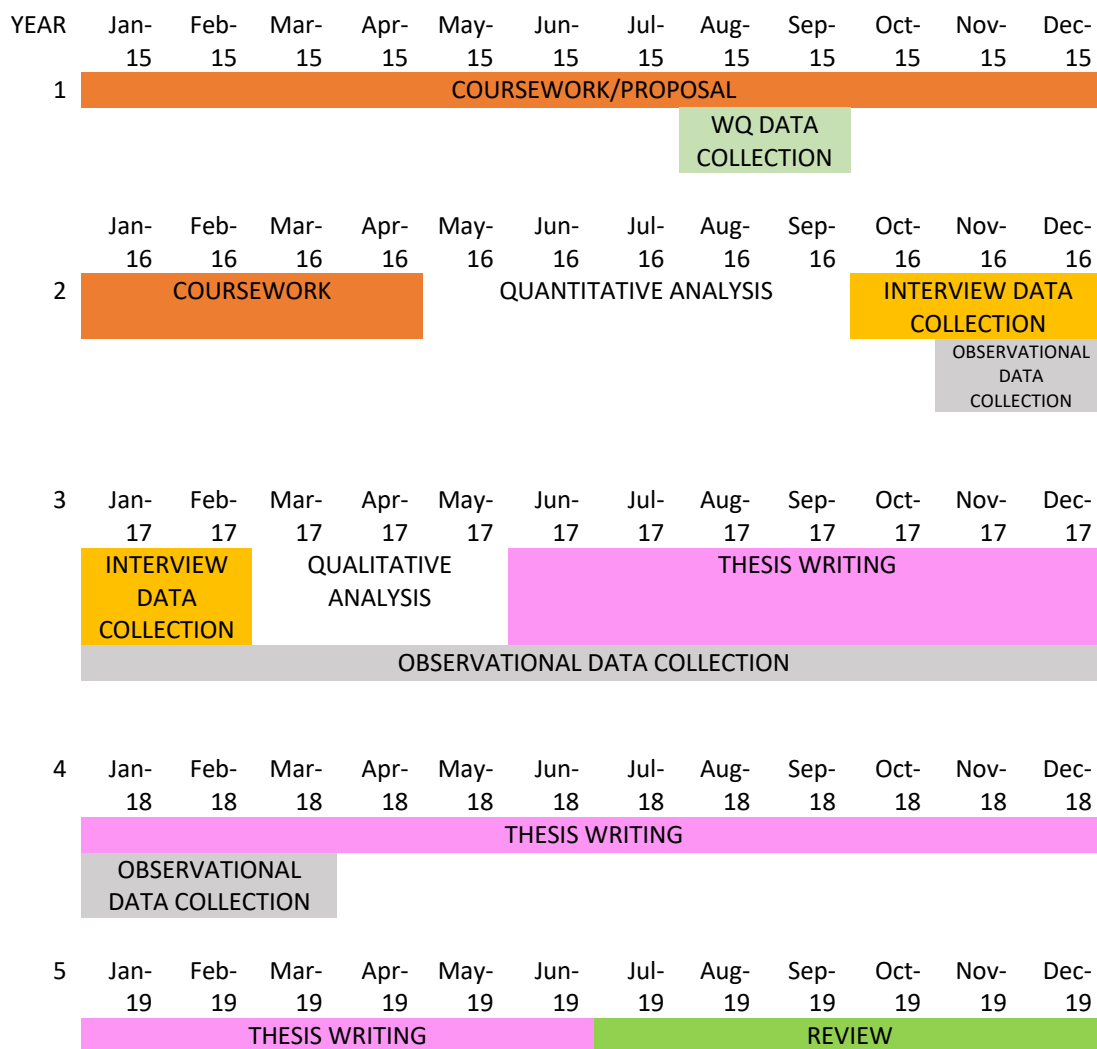 YEAR Jan- Feb- Mar- Apr- May- Jun- Jul- Aug- Sep- Oct- Nov- Dec-
15 15 15 15 15 15 15 15 15 15 15 15
1 COURSEWORK/PROPOSAL
WQ DATA
COLLECTION
Jan- Feb- Mar- Apr- May- Jun- Jul- Aug- Sep- Oct- Nov- Dec-
16 16 16 16 16 16 16 16 16 16 16 16
2 COURSEWORK QUANTITATIVE ANALYSIS INTERVIEW DATA
COLLECTION
OBSERVATIONAL
DATA
COLLECTION
3 Jan- Feb- Mar- Apr- May- Jun- Jul- Aug- Sep- Oct- Nov- Dec-
17 17 17 17 17 17 17 17 17 17 17 17
INTERVIEW QUALITATIVE THESIS WRITING
DATA ANALYSIS
COLLECTION
OBSERVATIONAL DATA COLLECTION
4 Jan- Feb- Mar- Apr- May- Jun- Jul- Aug- Sep- Oct- Nov- Dec-
18 18 18 18 18 18 18 18 18 18 18 18
THESIS WRITING
OBSERVATIONAL
DATA COLLECTION
5 Jan- Feb- Mar- Apr- May- Jun- Jul- Aug- Sep- Oct- Nov- Dec-
19 19 19 19 19 19 19 19 19 19 19 19
THESIS WRITING REVIEW